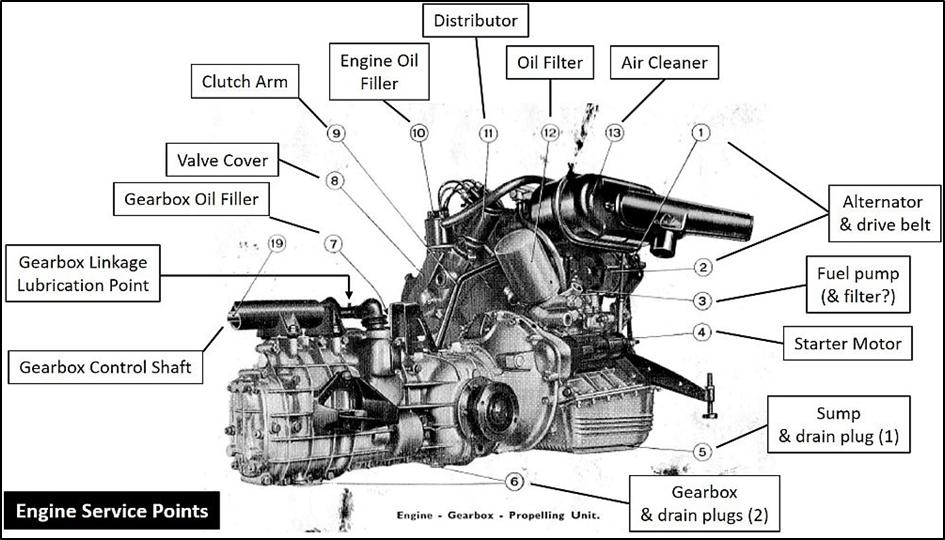 Distributor
Engine Oil
Filler
Oil Filter
Air Cleaner
Clutch Arm
9
10
11
12
13
1
Valve Cover
8
Gearbox Oil Filler
Alternator
& drive belt
7
19
Gearbox Linkage
Lubrication Point
2
Fuel pump
(& filter?)
3
4
Starter Motor
Gearbox Control Shaft
Sump
& drain plug (1)
5
6
Gearbox
& drain plugs (2)
Engine Service Points
Engine - Gearbox - Propelling Unit.